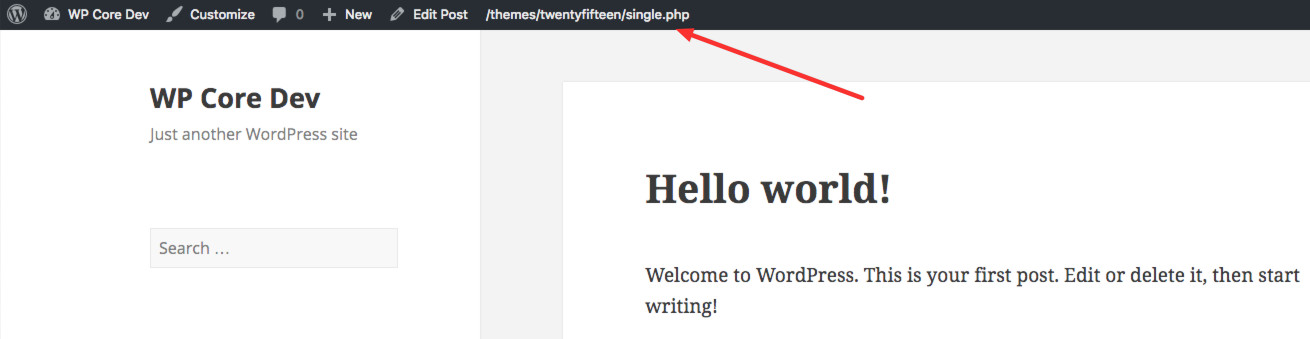 WP Core Dev Customize 0 New Edit Post /themes/twentyfifteen/single.php
WP Core Dev
Just another WordPress site
Search …
Hello world!
Welcome to WordPress. This is your first post. Edit or delete it, then start
writing!